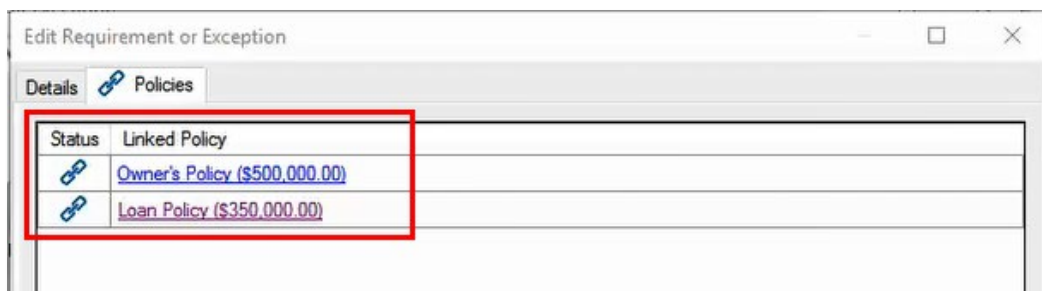 Edit Requirement or Exception
Details Policies
Status Linked Policy
Owner's Policy ($500,000.00)
Loan Policy ($350,000.00)